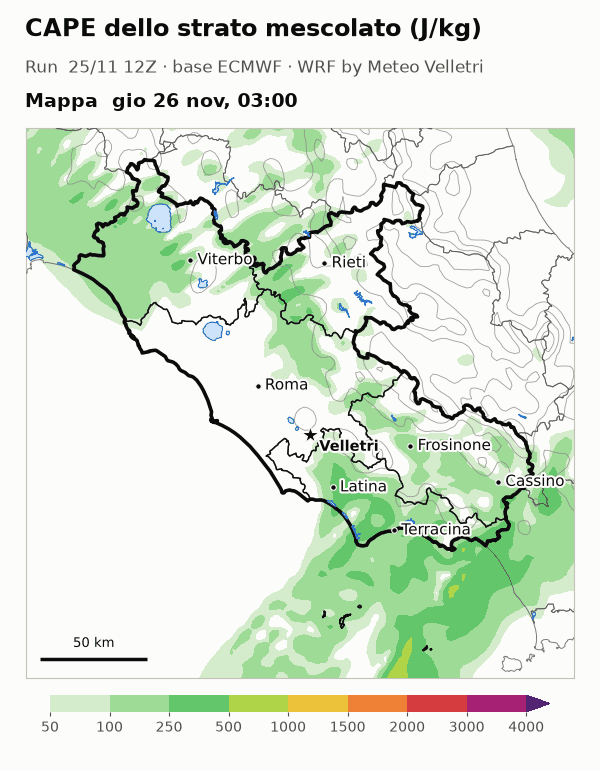 CAPE dello strato mescolato (J/kg)
Run  25/11 12Z · base ECMWF · WRF by Meteo Velletri
Mappa  gio 26 nov, 03:00
Viterbo
Rieti
Roma
Velletri
Frosinone
Cassino
Latina
Terracina
50 km
50 100 250 500 1000 1500 2000 3000 4000